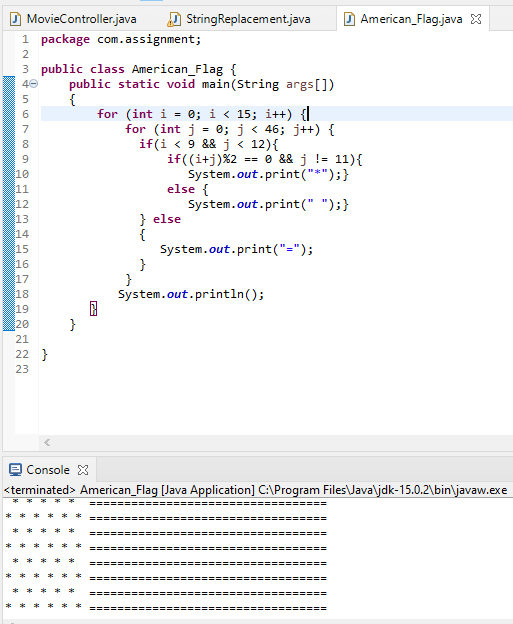 MovieController.java StringReplacement.java American_Flag.java
1 package com.assignment;
2
3 public class American_Flag {
4     public static void main(String args[])
5     {
6         for (int i = 0; i < 15; i++) {
7             for (int j = 0; j < 46; j++) {
8               if(i < 9 && j < 12){
9                   if((i+j)%2 == 0 && j != 11){
10                      System.out.print("*");}
11                  else {
12                      System.out.print(" ");}
13              } else
14              {
15                  System.out.print("=");
16              }
17            }
18            System.out.println();
19        }
20     }
21
22 }
23
Console
<terminated> American_Flag [Java Application] C:\Program Files\Java\jdk-15.0.2\bin\javaw.exe
 * * * * *  ==================================
* * * * * * ==================================
 * * * * *  ==================================
* * * * * * ==================================
 * * * * *  ==================================
* * * * * * ==================================
 * * * * *  ==================================
* * * * * * ==================================